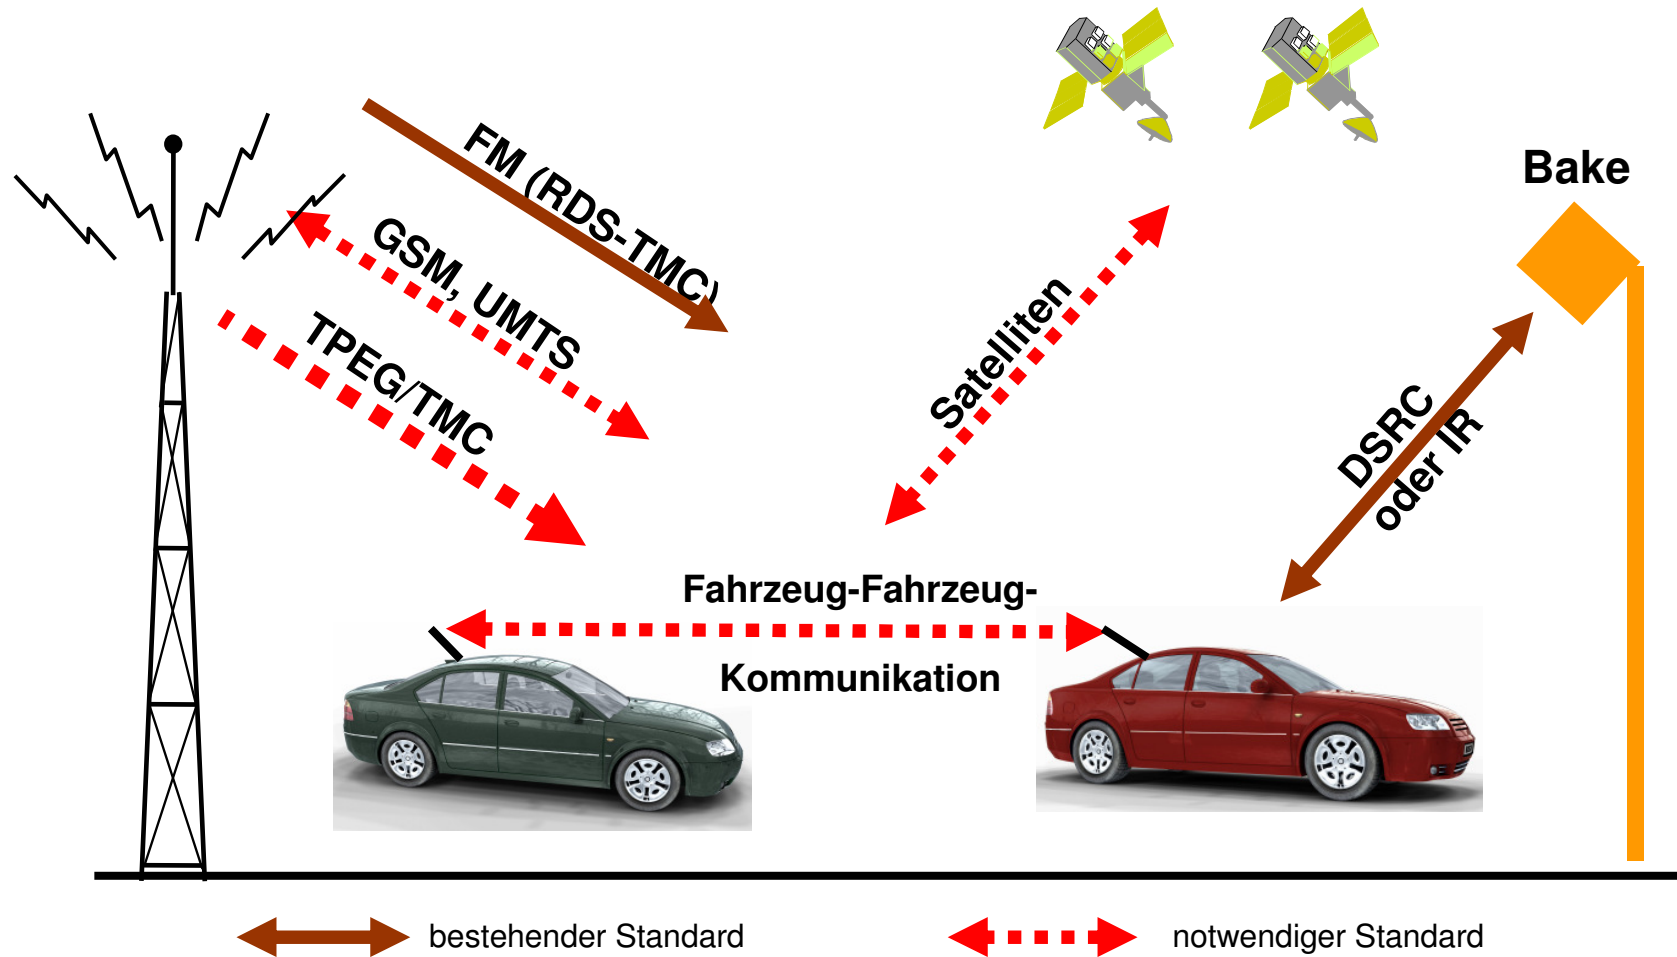 Bake
FM (RDS-TMC)
GSM, UMTS
TPEG/TMC
Satelliten
DSRC
oder IR
Fahrzeug-Fahrzeug-
Kommunikation
bestehender Standard
notwendiger Standard